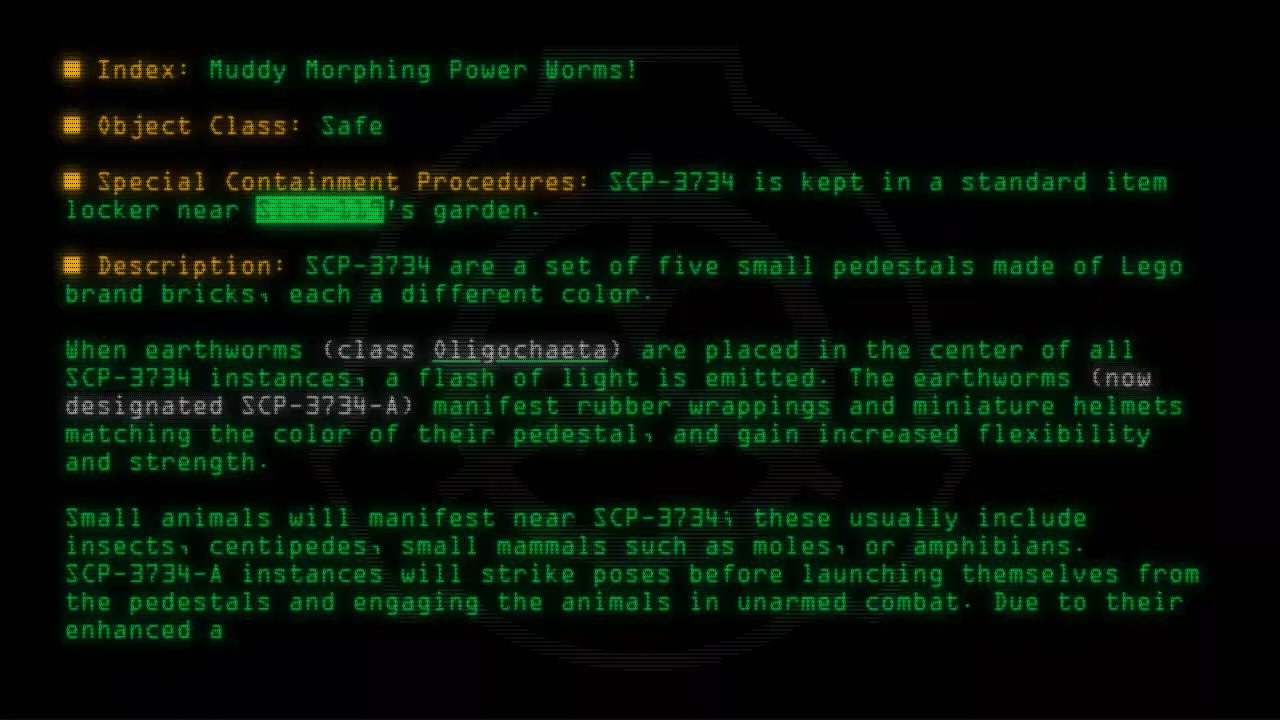 Index: Muddy Morphing Power Worms!
Object Class: Safe
Special Containment Procedures: SCP-3734 is kept in a standard item
locker near 's garden.
Description: SCP-3734 are a set of five small pedestals made of Lego
brand bricks, each a different color.
When earthworms (class Oligochaeta) are placed in the center of all
SCP-3734 instances, a flash of light is emitted. The earthworms (now
designated SCP-3734-A) manifest rubber wrappings and miniature helmets
matching the color of their pedestal, and gain increased flexibility
and strength.
Small animals will manifest near SCP-3734; these usually include
insects, centipedes, small mammals such as moles, or amphibians.
SCP-3734-A instances will strike poses before launching themselves from
the pedestals and engaging the animals in unarmed combat. Due to their
enhanced a